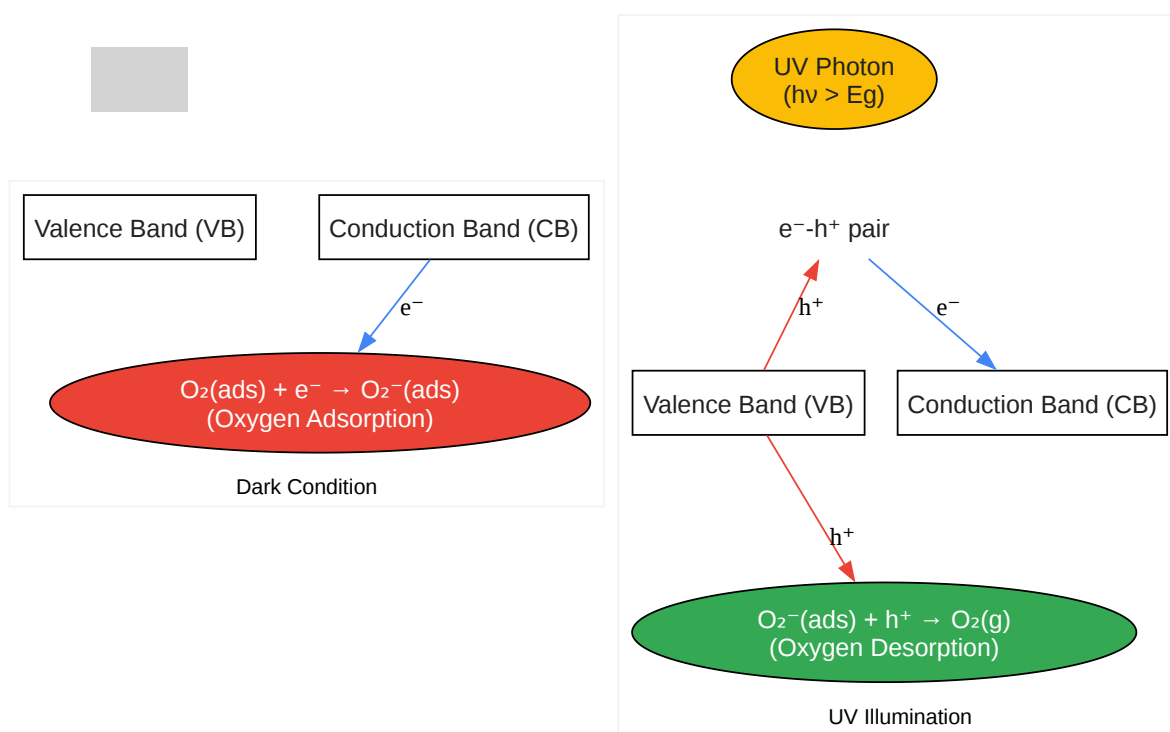 Valence Band (VB)
Conduction Band (CB)
e⁻
O₂(ads) + e⁻ → O₂⁻(ads)
(Oxygen Adsorption)
Dark Condition
UV Photon
(hν > Eg)
e⁻-h⁺ pair
h⁺
e⁻
Valence Band (VB)
Conduction Band (CB)
h⁺
O₂⁻(ads) + h⁺ → O₂(g)
(Oxygen Desorption)
UV Illumination